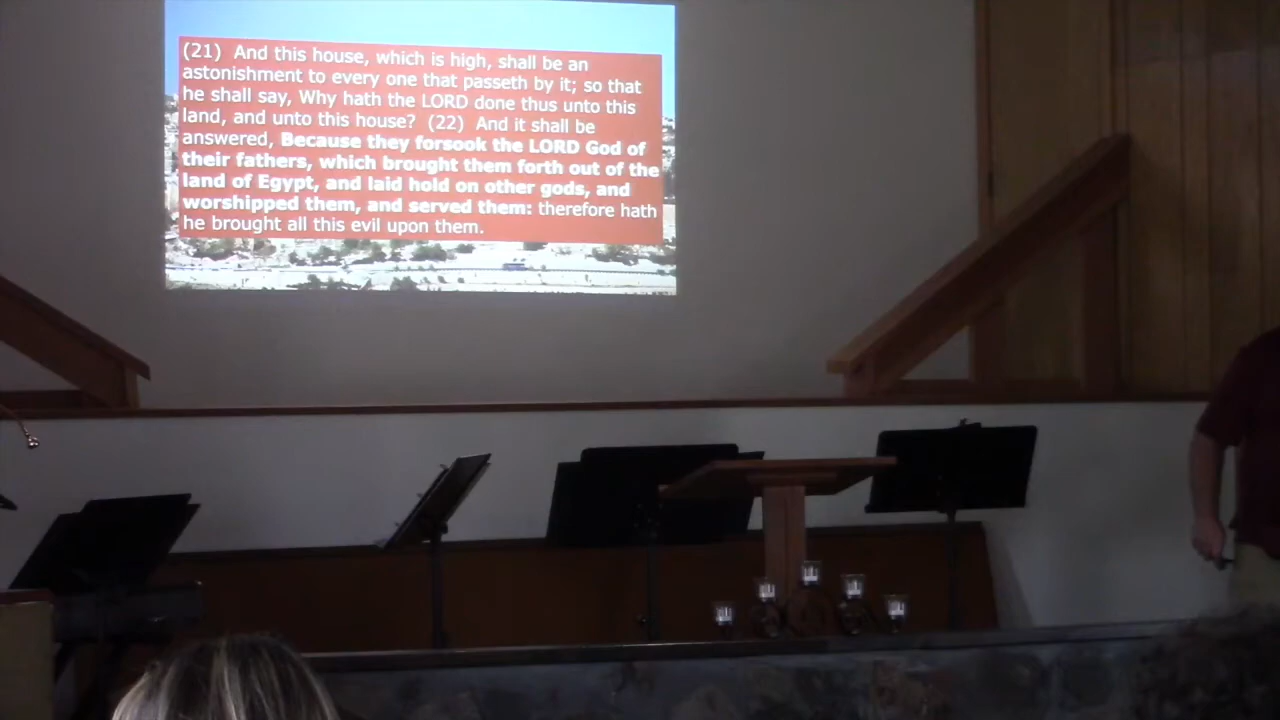 (21) And this house, which is high, shall be an
astonishment to every one that passeth by it; so that
he shall say, Why hath the LORD done thus unto this
land, and unto this house? (22) And it shall be
answered, Because they forsook the LORD God of
their fathers, which brought them forth out of the
land of Egypt, and laid hold on other gods, and
worshipped them, and served them: therefore hath
he brought all this evil upon them.